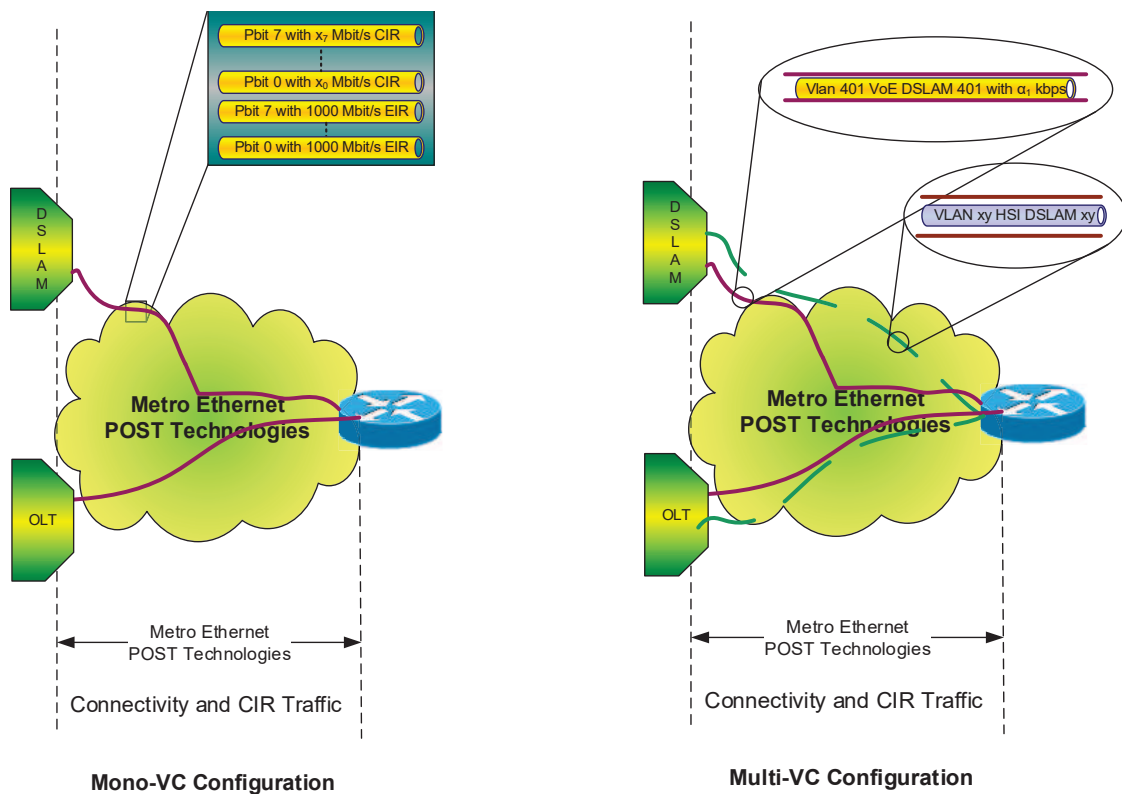 Pbit 7 with x7 Mbit/s CIR
Pbit 0 with x0 Mbit/s CIR
Pbit 7 with 1000 Mbit/s EIR
Pbit 0 with 1000 Mbit/s EIR
D
S
L
A
M
Metro Ethernet
POST Technologies
OLT
Metro Ethernet
POST Technologies
Connectivity and CIR Traffic
Mono-VC Configuration
Vlan 401 VoE DSLAM 401 with α1 kbps
VLAN xy HSI DSLAM xy
D
S
L
A
M
Metro Ethernet
POST Technologies
OLT
Metro Ethernet
POST Technologies
Connectivity and CIR Traffic
Multi-VC Configuration